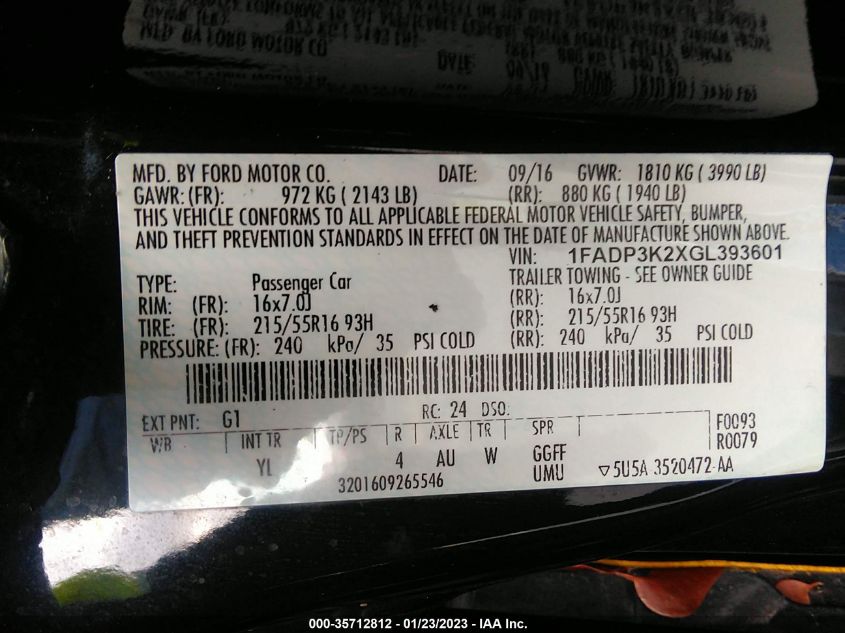 MFD. BY FORD MOTOR CO. DATE: 09/16 GVWR: 1810 KG ( 3990 LB)
GAWR: (FR): 972 KG ( 2143 LB) (RR): 880 KG ( 1940 LB)
THIS VEHICLE CONFORMS TO ALL APPLICABLE FEDERAL MOTOR VEHICLE SAFETY, BUMPER,
AND THEFT PREVENTION STANDARDS IN EFFECT ON THE DATE OF MANUFACTURE SHOWN ABOVE.
VIN: 1FADP3K2XGL393601
TYPE: Passenger Car TRAILER TOWING - SEE OWNER GUIDE
RIM: (FR): 16x7.0J (RR): 16x7.0J
TIRE: (FR): 215/55R16 93H (RR): 215/55R16 93H
PRESSURE: (FR): 240 kPa/ 35 PSI COLD (RR): 240 kPa/ 35 PSI COLD
EXT PNT: G1 RC: 24 DSO: F0093
WB INT TR TP/PS R AXLE TR SPR R0079
YL 4 AU W GGFF
3201609265546 UMU ▽5U5A 3520472-AA
000-35712812 - 01/23/2023 - IAA Inc.